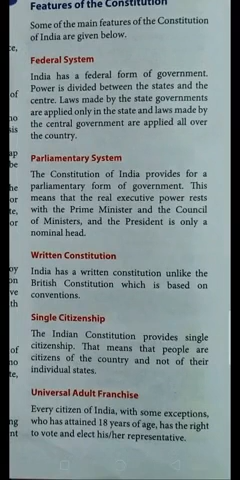 Features of the Constitution
Some of the main features of the Constitution
of India are given below.
Federal System
India has a federal form of government.
Power is divided between the states and the
centre. Laws made by the state governments
are applied only in the state and laws made by
the central government are applied all over
the country.
Parliamentary System
The Constitution of India provides for a
parliamentary form of government. This
means that the real executive power rests
with the Prime Minister and the Council
of Ministers, and the President is only a
nominal head.
Written Constitution
India has a written constitution unlike the
British Constitution which is based on
conventions.
Single Citizenship
The Indian Constitution provides single
citizenship. That means that people are
citizens of the country and not of their
individual states.
Universal Adult Franchise
Every citizen of India, with some exceptions,
who has attained 18 years of age, has the right
to vote and elect his/her representative.